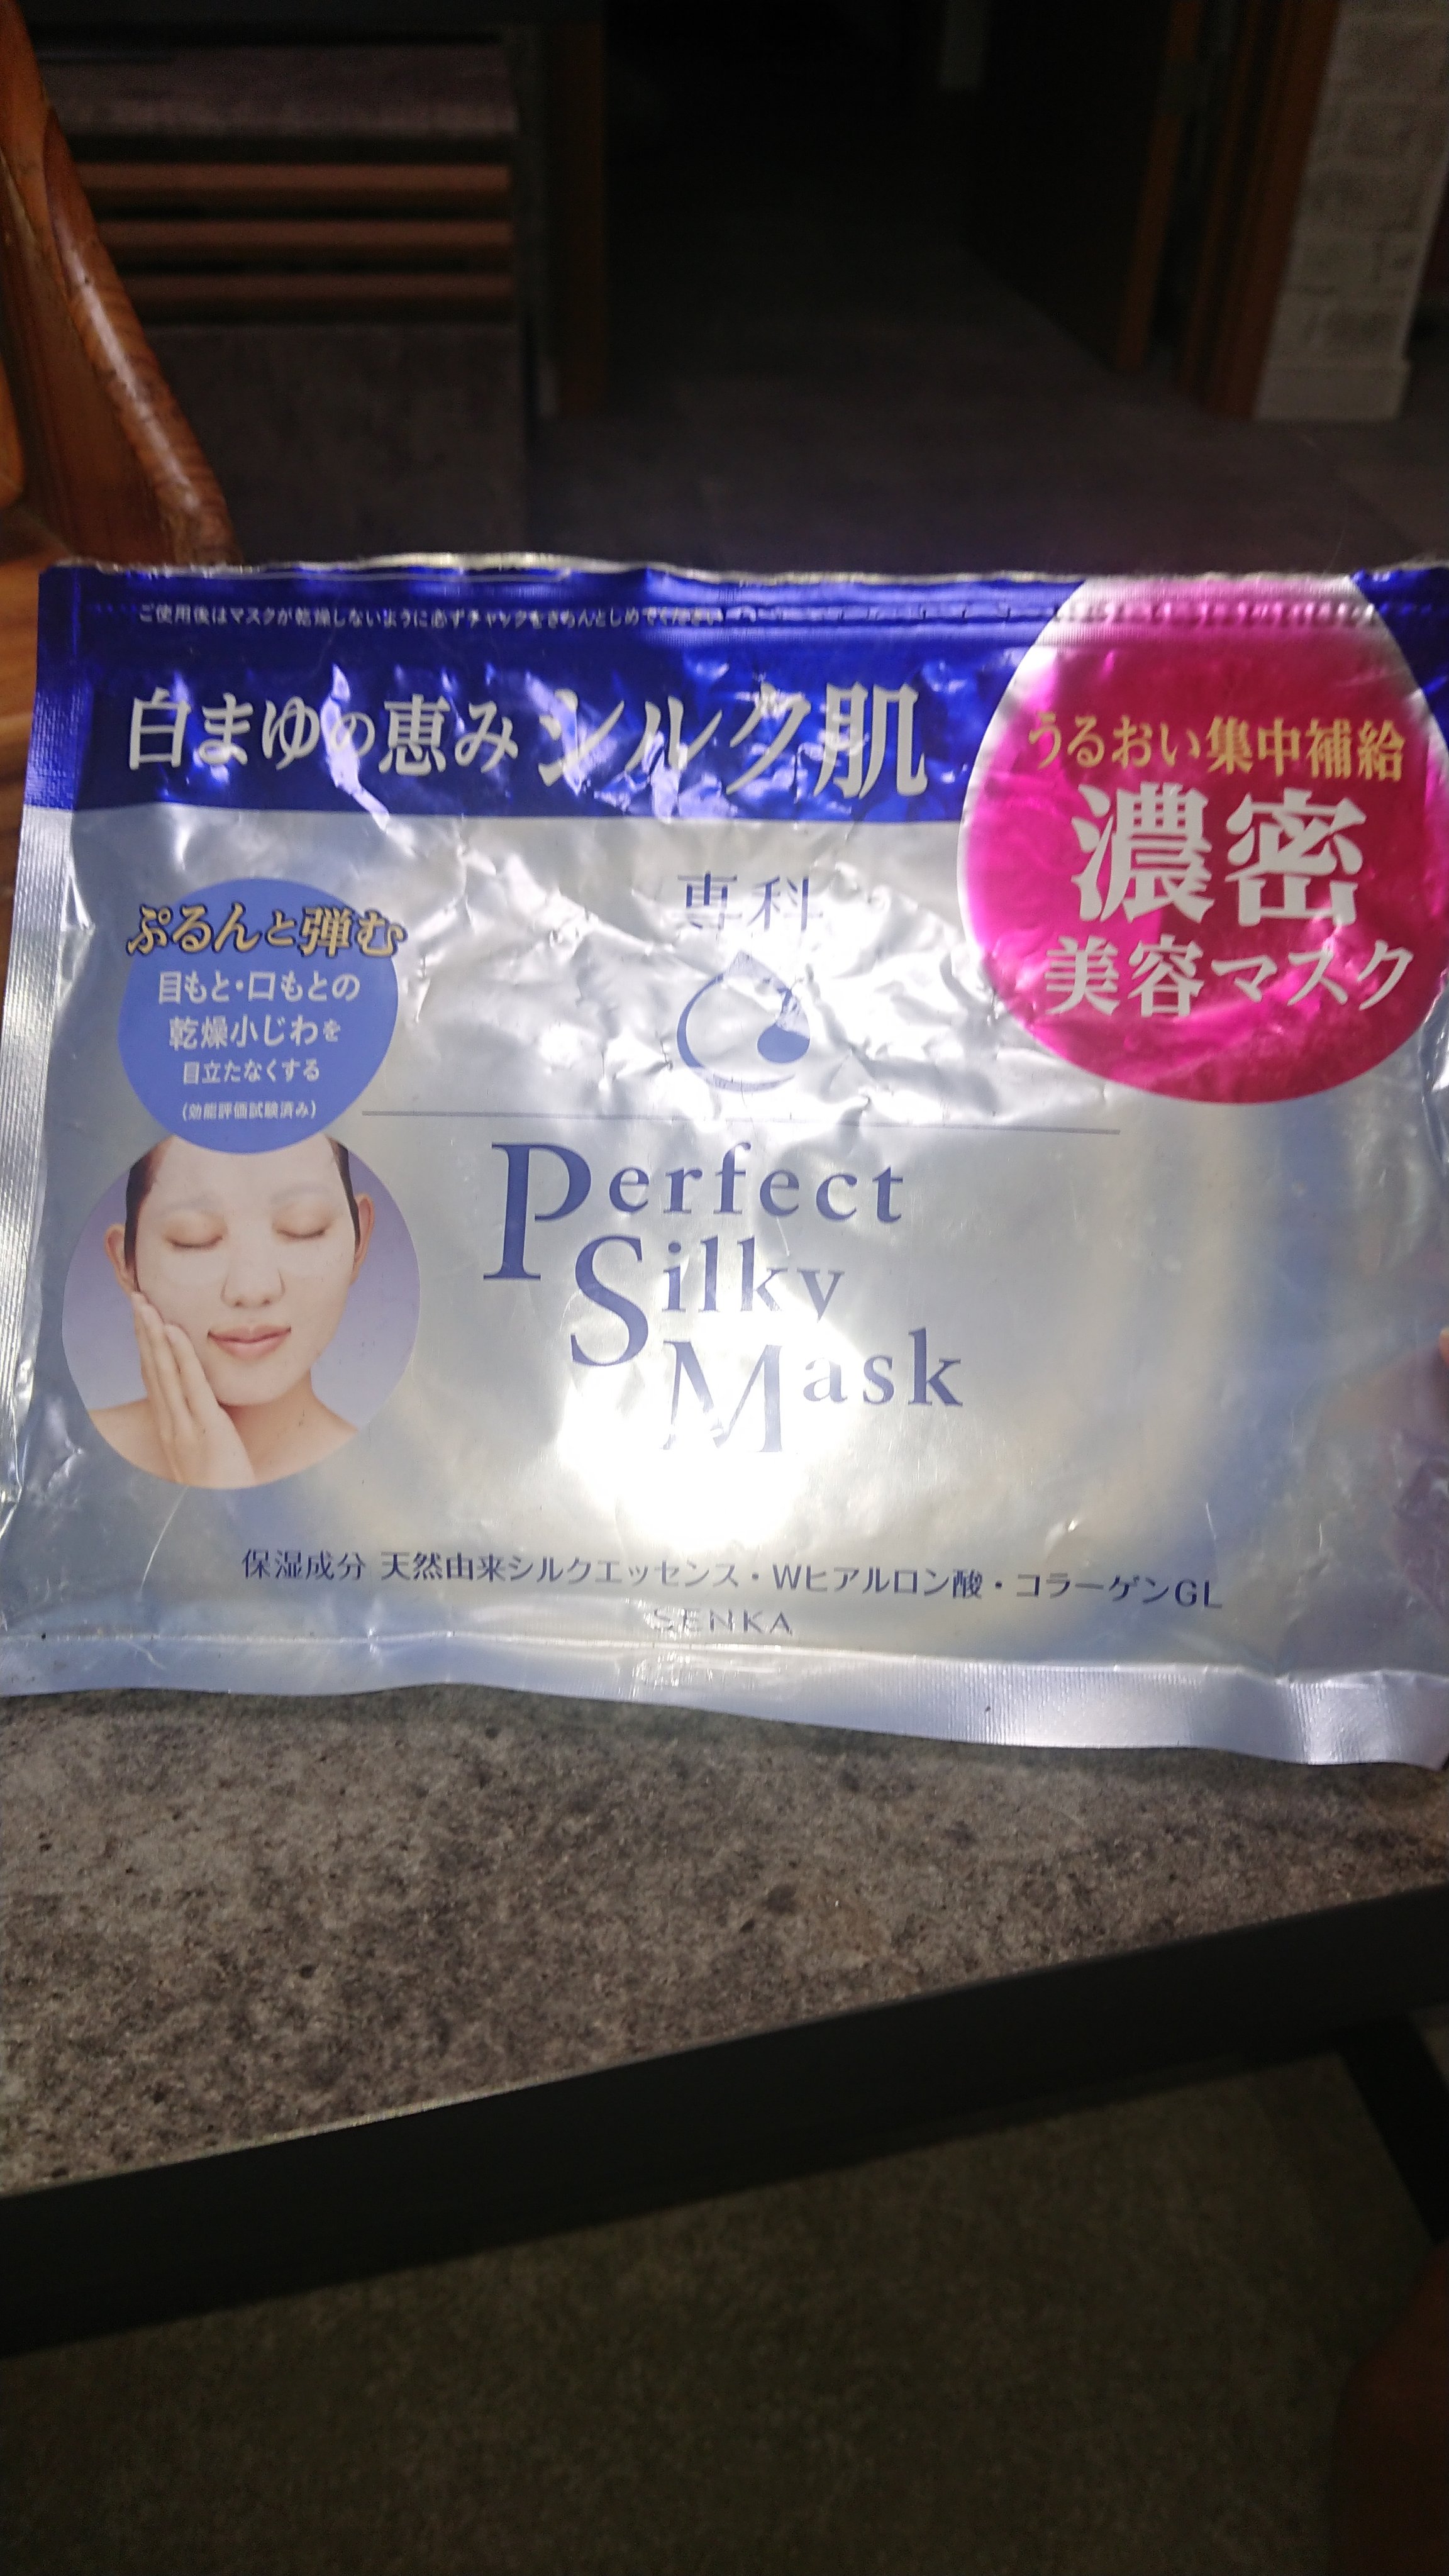 ご使用後はマスクが乾燥しないように必ずチャックをきちんとしめてください
白まゆの恵み シルク肌
うるおい集中補給
濃密
美容マスク
専科
ぷるんと弾む
目もと・口もとの
乾燥小じわを
目立たなくする
(効能評価試験済み)
Perfect
Silky
Mask
保湿成分 天然由来シルクエッセンス・Wヒアルロン酸・コラーゲンGL
SENKA